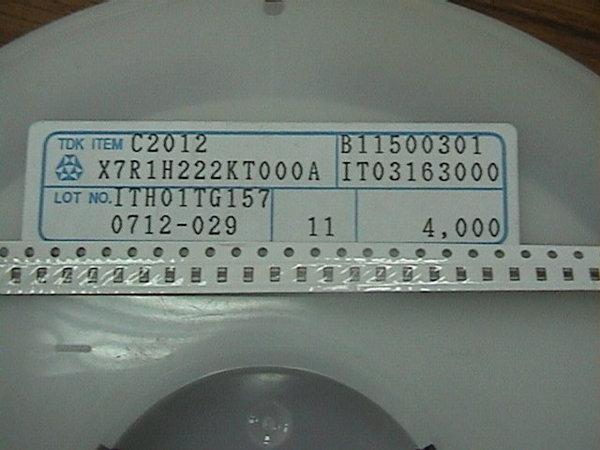 TDK ITEM C2012 B11500301
X7R1H222KT000A IT03163000
LOT NO. ITH01TG157
0712-029 11 4,000